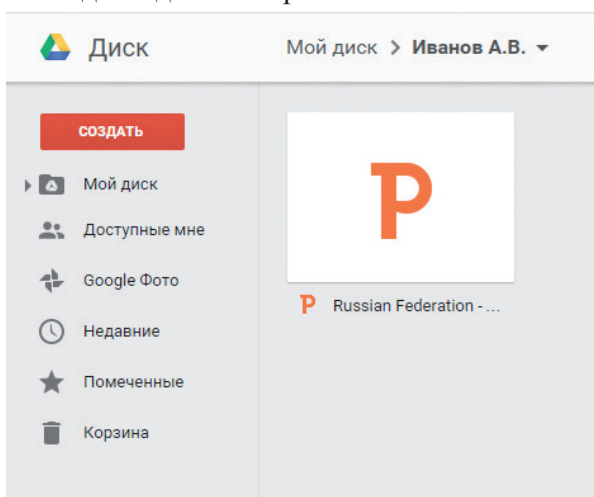 Диск
Мой диск > Иванов А.В.
СОЗДАТЬ
Мой диск
Доступные мне
Google Фото
Недавние
Помеченные
Корзина
P
Russian Federation - ...